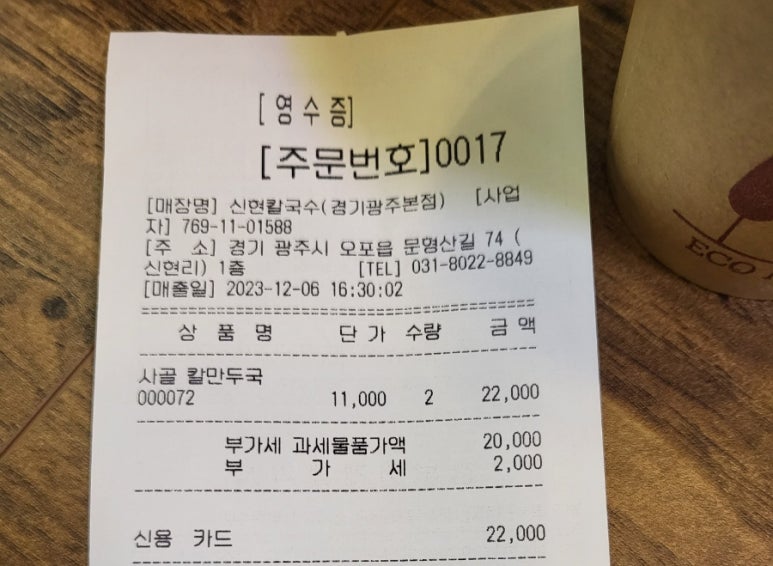 [영수증]
[주문번호]0017
[매장명] 신현칼국수(경기광주본점) [사업
자] 769-11-01588
[주 소] 경기 광주시 오포읍 문형산길 74 (
신현리) 1층 [TEL] 031-8022-8849
[매출일] 2023-12-06 16:30:02
상 품 명 단 가 수량 금 액
사골 칼만두국
000072 11,000 2 22,000
부가세 과세물품가액 20,000
부 가 세 2,000
신용 카드 22,000
ECO